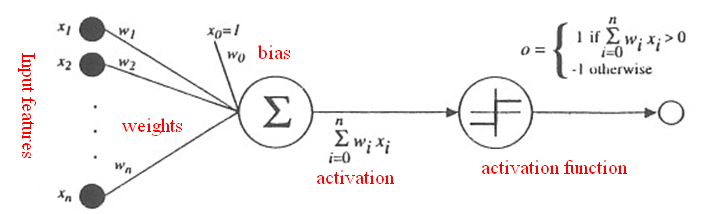 x1
w1
x0=1
w0
bias
x2
w2
Input features
weights
wn
xn
Σ
n
Σ wi xi
i=0
activation
activation function
n
o = { 1 if Σ wi xi > 0
i=0
-1 otherwise